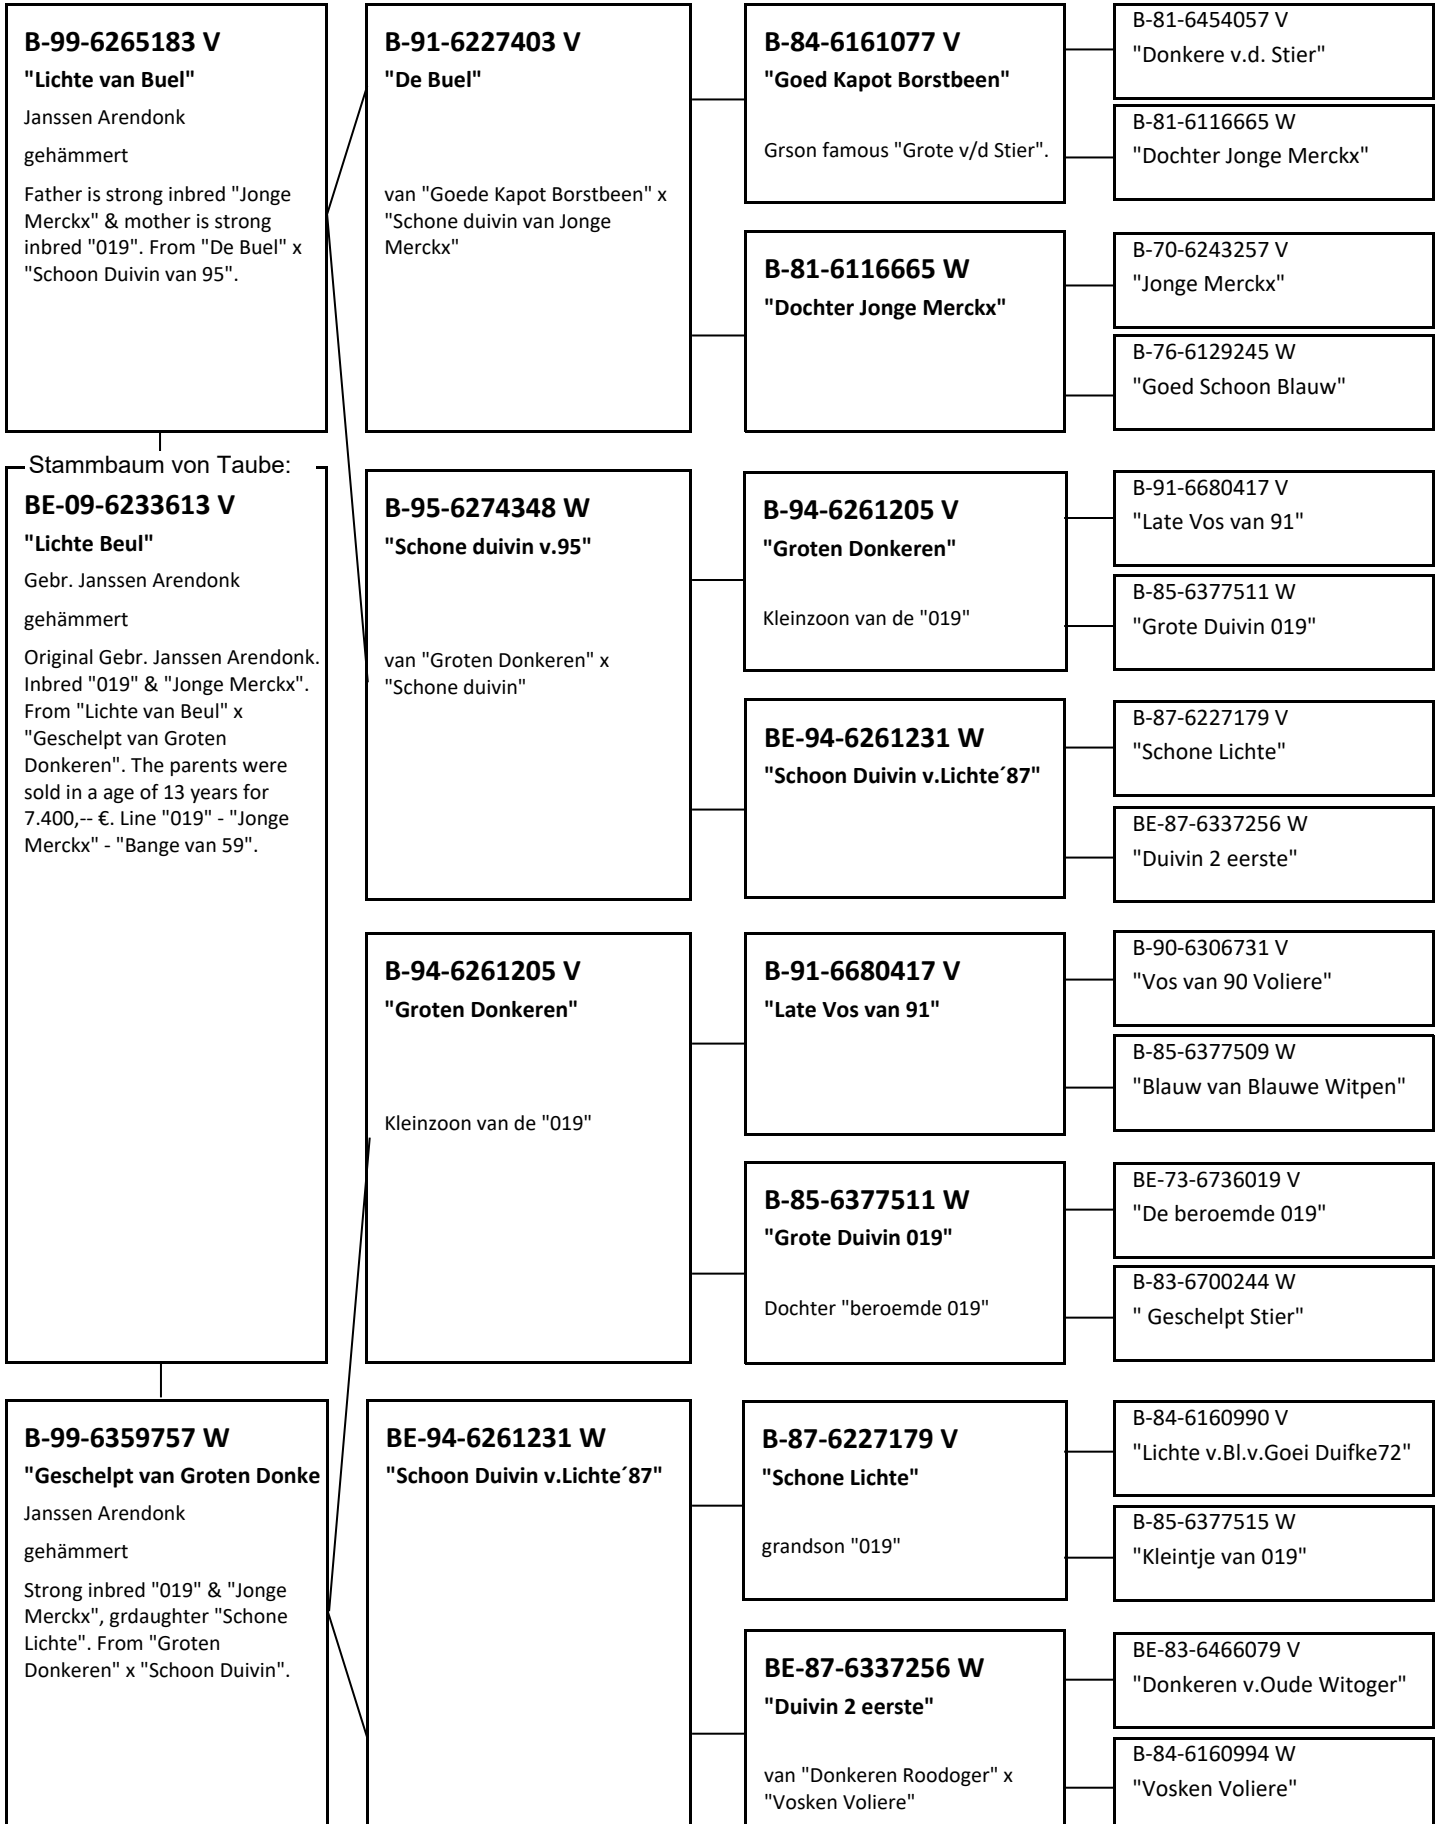 B-99-6265183 V
"Lichte van Buel"
Janssen Arendonk
gehämmert
Father is strong inbred "Jonge
Merckx" & mother is strong
inbred "019". From "De Buel" x
"Schoon Duivin van 95".
Stammbaum von Taube:
BE-09-6233613 V
"Lichte Beul"
Gebr. Janssen Arendonk
gehämmert
Original Gebr. Janssen Arendonk.
Inbred "019" & "Jonge Merckx".
From "Lichte van Beul" x
"Geschelpt van Groten
Donkeren". The parents were
sold in a age of 13 years for
7.400,-- €. Line "019" - "Jonge
Merckx" - "Bange van 59".
B-99-6359757 W
"Geschelpt van Groten Donke
Janssen Arendonk
gehämmert
Strong inbred "019" & "Jonge
Merckx", grdaughter "Schone
Lichte". From "Groten
Donkeren" x "Schoon Duivin".
B-91-6227403 V
"De Buel"
van "Goede Kapot Borstbeen" x
"Schone duivin van Jonge
Merckx"
B-95-6274348 W
"Schone duivin v.95"
van "Groten Donkeren" x
"Schone duivin"
B-94-6261205 V
"Groten Donkeren"
Kleinzoon van de "019"
BE-94-6261231 W
"Schoon Duivin v.Lichte´87"
B-84-6161077 V
"Goed Kapot Borstbeen"
Grson famous "Grote v/d Stier".
B-81-6116665 W
"Dochter Jonge Merckx"
B-94-6261205 V
"Groten Donkeren"
Kleinzoon van de "019"
BE-94-6261231 W
"Schoon Duivin v.Lichte´87"
B-91-6680417 V
"Late Vos van 91"
B-85-6377511 W
"Grote Duivin 019"
Dochter "beroemde 019"
B-87-6227179 V
"Schone Lichte"
grandson "019"
BE-87-6337256 W
"Duivin 2 eerste"
van "Donkeren Roodoger" x
"Vosken Voliere"
B-81-6454057 V
"Donkere v.d. Stier"
B-81-6116665 W
"Dochter Jonge Merckx"
B-70-6243257 V
"Jonge Merckx"
B-76-6129245 W
"Goed Schoon Blauw"
B-91-6680417 V
"Late Vos van 91"
B-85-6377511 W
"Grote Duivin 019"
B-87-6227179 V
"Schone Lichte"
BE-87-6337256 W
"Duivin 2 eerste"
B-90-6306731 V
"Vos van 90 Voliere"
B-85-6377509 W
"Blauw van Blauwe Witpen"
BE-73-6736019 V
"De beroemde 019"
B-83-6700244 W
" Geschelpt Stier"
B-84-6160990 V
"Lichte v.Bl.v.Goei Duifke72"
B-85-6377515 W
"Kleintje van 019"
BE-83-6466079 V
"Donkeren v.Oude Witoger"
B-84-6160994 W
"Vosken Voliere"